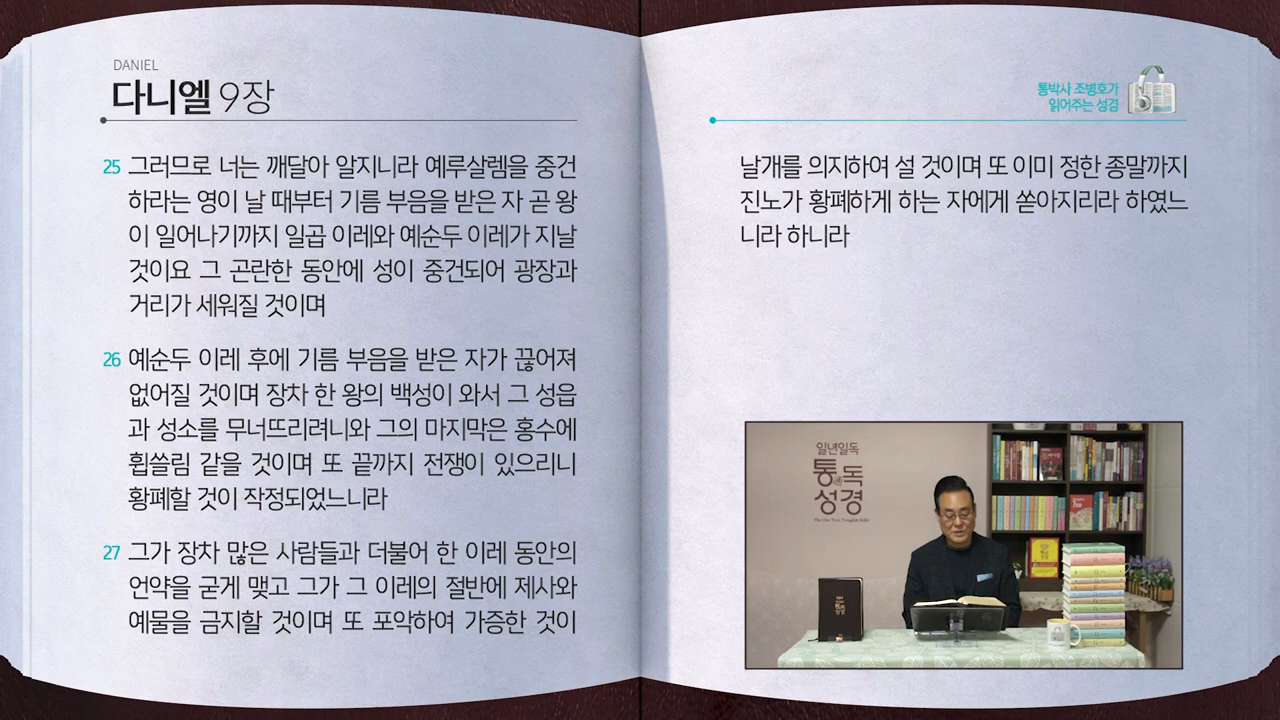 DANIEL
다니엘 9장
통박사 조병호가
읽어주는 성경
25 그러므로 너는 깨달아 알지니라 예루살렘을 중건
하라는 영이 날 때부터 기름 부음을 받은 자 곧 왕
이 일어나기까지 일곱 이레와 예순두 이레가 지날
것이요 그 곤란한 동안에 성이 중건되어 광장과
거리가 세워질 것이며
26 예순두 이레 후에 기름 부음을 받은 자가 끊어져
없어질 것이며 장차 한 왕의 백성이 와서 그 성읍
과 성소를 무너뜨리려니와 그의 마지막은 홍수에
휩쓸림 같을 것이며 또 끝까지 전쟁이 있으리니
황폐할 것이 작정되었느니라
27 그가 장차 많은 사람들과 더불어 한 이레 동안의
언약을 굳게 맺고 그가 그 이레의 절반에 제사와
예물을 금지할 것이며 또 포악하여 가증한 것이
날개를 의지하여 설 것이며 또 이미 정한 종말까지
진노가 황폐하게 하는 자에게 쏟아지리라 하였느
니라 하니라
일년일독
통독
성경